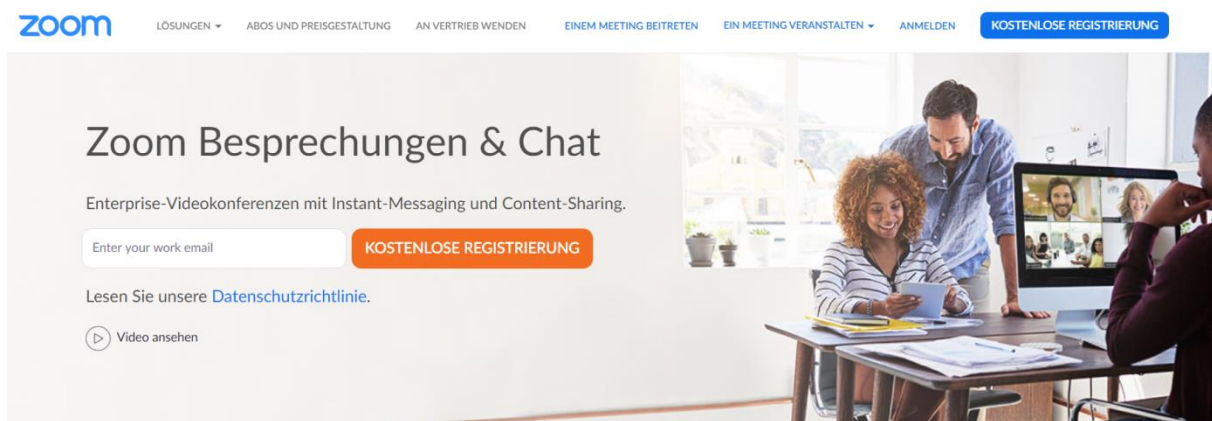 zoom
LÖSUNGEN
ABOS UND PREISGESTALTUNG
AN VERTRIEB WENDEN
EINEM MEETING BEITRETEN
EIN MEETING VERANSTALTEN
ANMELDEN
KOSTENLOSE REGISTRIERUNG
Zoom Besprechungen & Chat
Enterprise-Videokonferenzen mit Instant-Messaging und Content-Sharing.
Enter your work email
KOSTENLOSE REGISTRIERUNG
Lesen Sie unsere Datenschutzrichtlinie.
Video ansehen